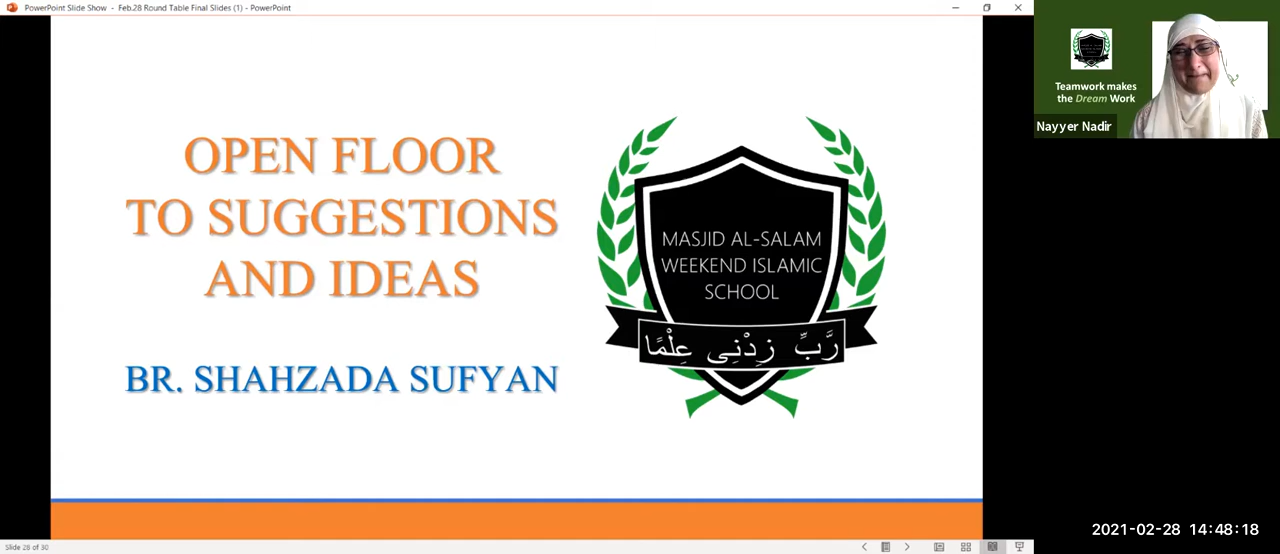 PowerPoint Slide Show - Feb.28 Round Table Final Slides (1) - PowerPoint
OPEN FLOOR
TO SUGGESTIONS
AND IDEAS
BR. SHAHZADA SUFYAN
MASJID AL-SALAM
WEEKEND ISLAMIC
SCHOOL
رَّبِّ زِدْنِي عِلْمًا
Teamwork makes
the Dream Work
Nayyer Nadir
2021-02-28 14:48:18
Slide 28 of 30